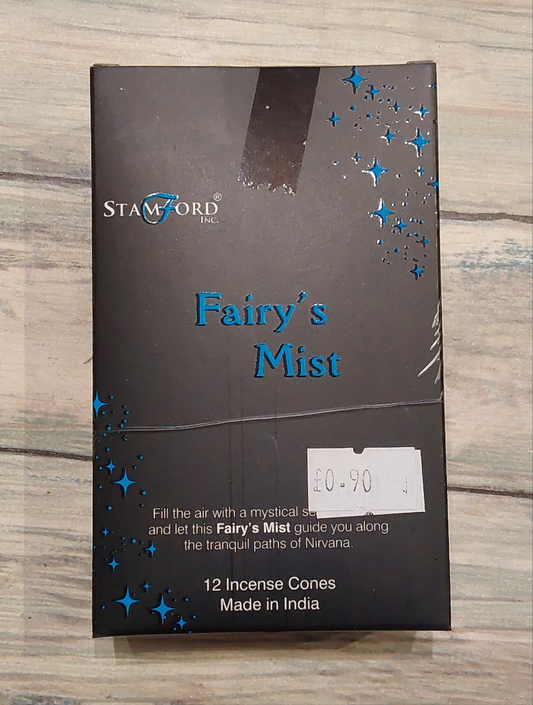 STAMFORD®
INC.
Fairy's
Mist
£0.90
Fill the air with a mystical
and let this Fairy's Mist guide you along
the tranquil paths of Nirvana.
12 Incense Cones
Made in India